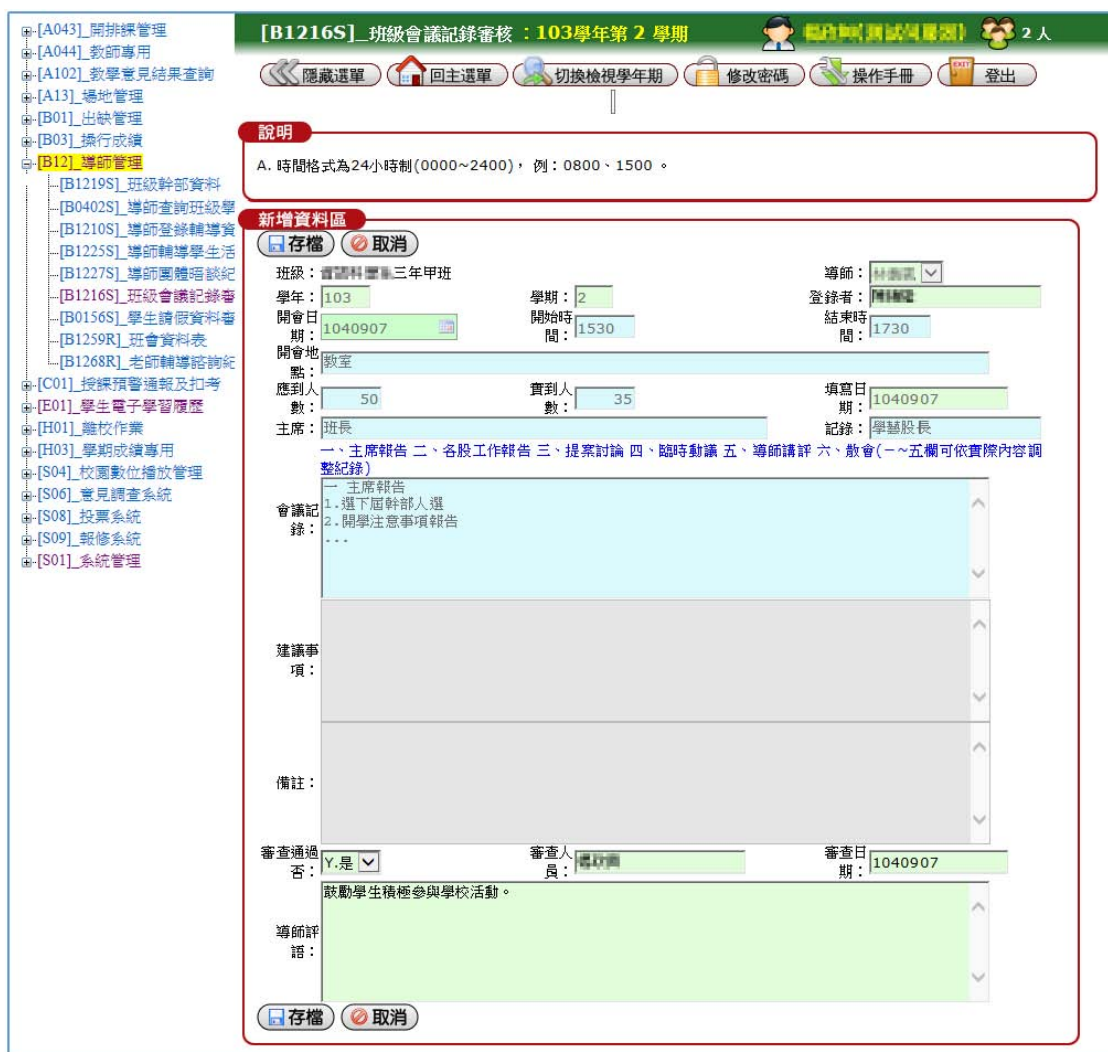 [A043]_開排課管理
[A044]_教師專用
[A102]_教學意見結果查詢
[A13]_場地管理
[B01]_出缺管理
[B03]_操行成績
[B12]_導師管理
[B1219S]_班級幹部資料
[B0402S]_導師查詢班級學
[B1210S]_導師登錄輔導資
[B1225S]_導師輔導學生活
[B1227S]_導師團體晤談紀
[B1216S]_班級會議記錄審
[B0156S]_學生請假資料審
[B1259R]_班會資料表
[B1268R]_老師輔導諮詢紀
[C01]_授課預警通報及扣考
[E01]_學生電子學習履歷
[H01]_離校作業
[H03]_學期成績專用
[S04]_校園數位播放管理
[S06]_意見調查系統
[S08]_投票系統
[S09]_報修系統
[S01]_系統管理
[B1216S]_班級會議記錄審核：103學年第 2 學期 2 人
隱藏選單 回主選單 切換檢視學年期 修改密碼 操作手冊 登出
說明
A. 時間格式為24小時制(0000~2400)， 例：0800、1500 。
新增資料區
存檔 取消
班級： 三年甲班 導師：
學年：103 學期：2 登錄者：
開會日期：1040907 開始時間：1530 結束時間：1730
開會地點：教室
應到人數：50 實到人數：35 填寫日期：1040907
主席：班長 記錄：學藝股長
一、主席報告 二、各股工作報告 三、提案討論 四、臨時動議 五、導師講評 六、散會(一~五欄可依實際內容調
整紀錄)
會議記錄：
一 主席報告
1.選下屆幹部人選
2.開學注意事項報告
...
建議事項：
備註：
審查通過否：Y.是 審查人員： 審查日期：1040907
導師評語：
鼓勵學生積極參與學校活動。
存檔 取消